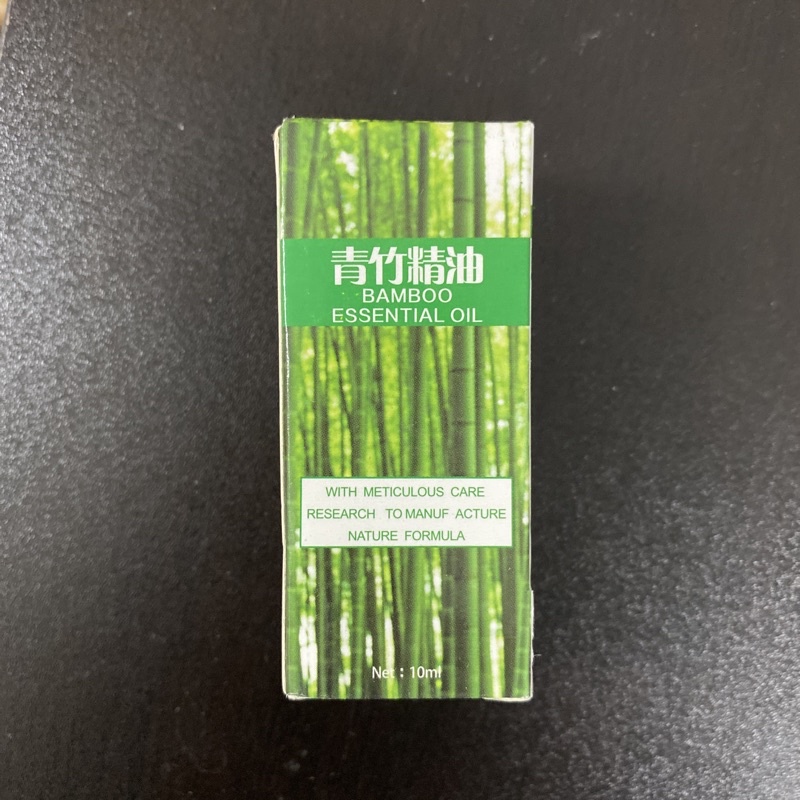 青竹精油
BAMBOO
ESSENTIAL OIL
WITH METICULOUS CARE
RESEARCH TO MANUF ACTURE
NATURE FORMULA
Net：10ml